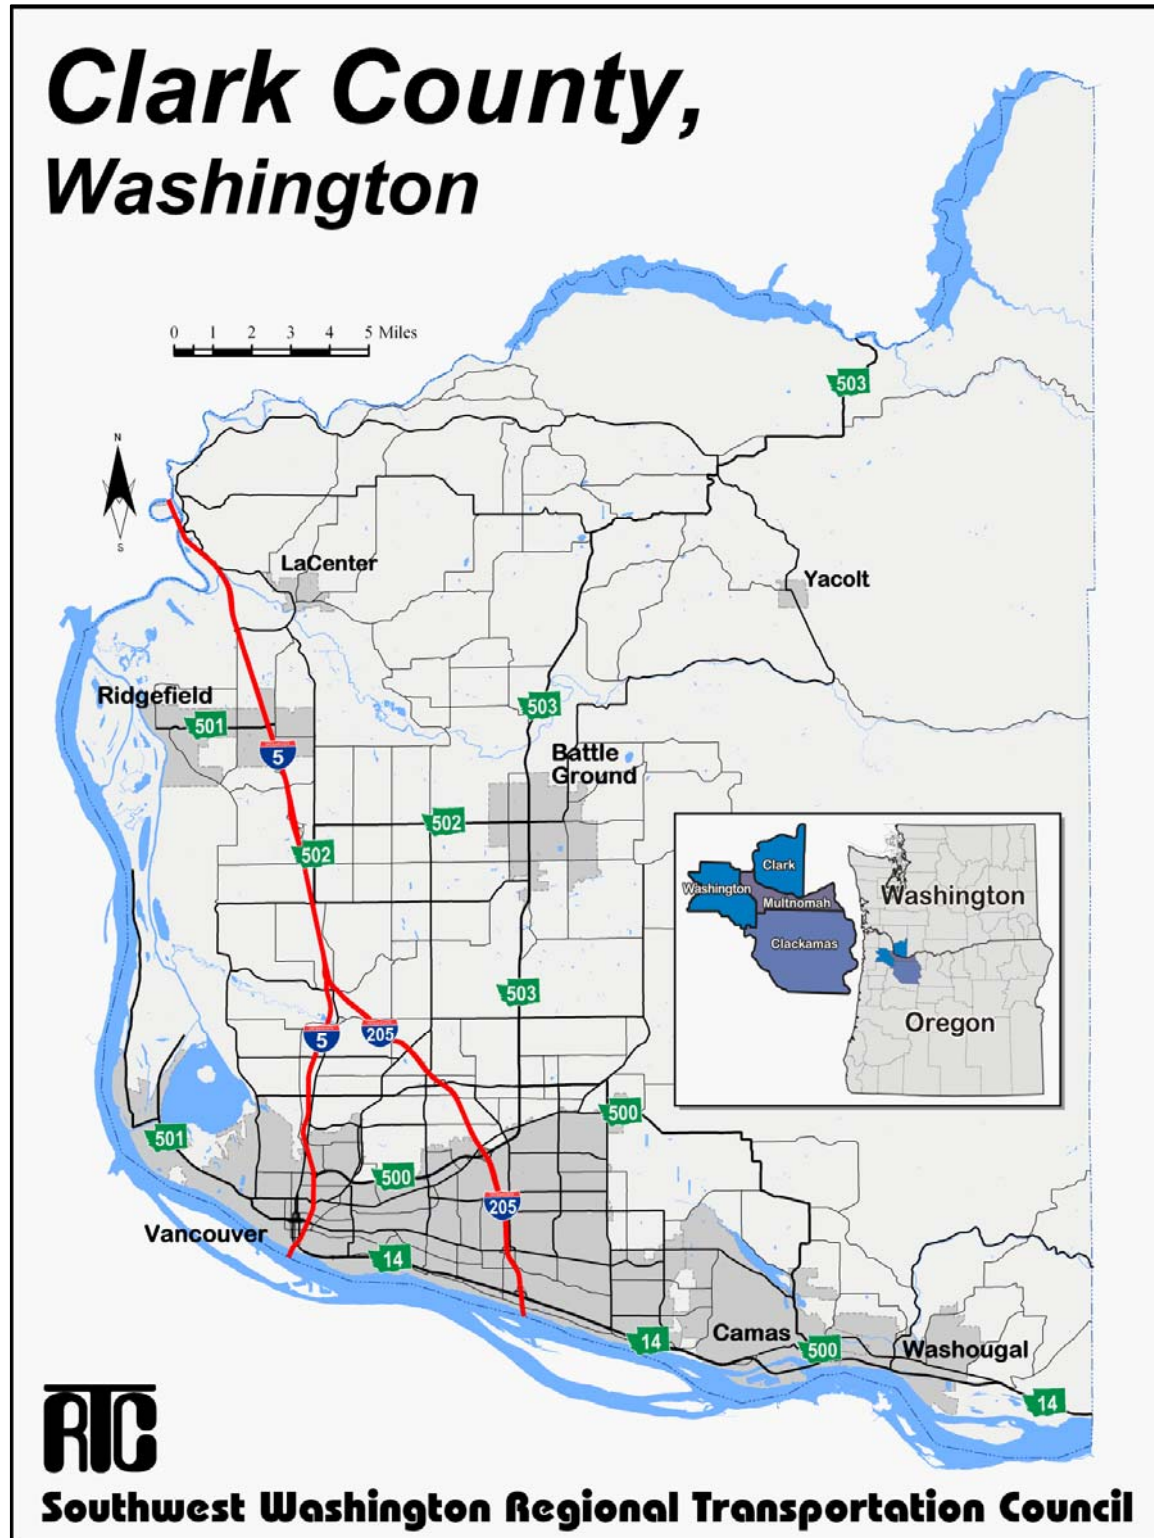 Clark County,
Washington
0 1 2 3 4 5 Miles
503
N
S
LaCenter
Yacolt
Ridgefield
501
503
5
Battle
Ground
502
502
Clark
Washington
Multnomah
Clackamas
Washington
Oregon
503
5
205
500
501
500
205
Vancouver
14
14
Camas
500
Washougal
14
RTC
Southwest Washington Regional Transportation Council